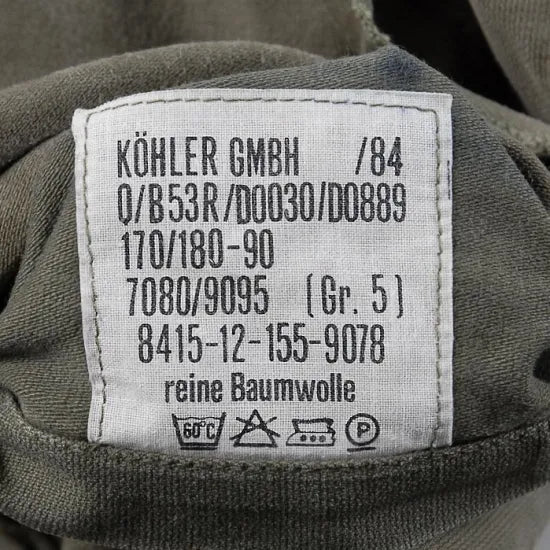 KÖHLER GMBH /84
Q/B53R/D0030/D0889
170/180-90
7080/9095 (Gr. 5)
8415-12-155-9078
reine Baumwolle
60°C P